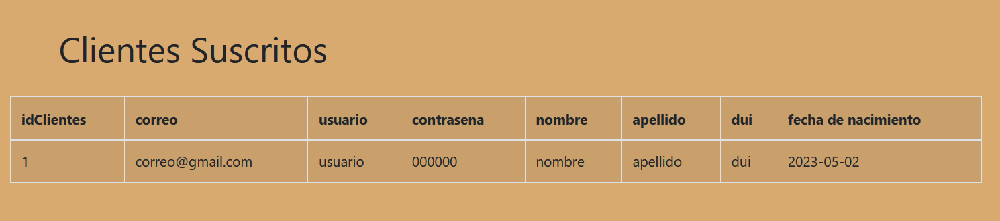 Clientes Suscritos
idClientes correo usuario contrasena nombre apellido dui fecha de nacimiento
1 correo@gmail.com usuario 000000 nombre apellido dui 2023-05-02